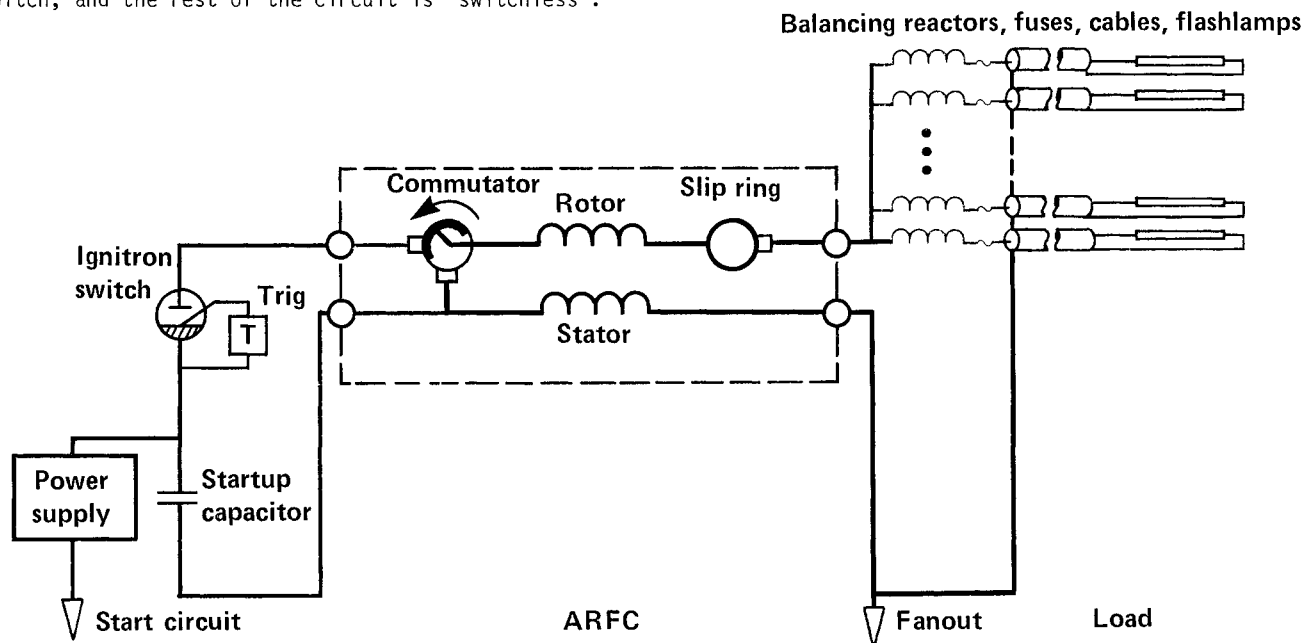 switch, and the rest of the circuit is "switchless".
Balancing reactors, fuses, cables, flashlamps
Commutator
Rotor
Slip ring
Ignitron
switch
Trig
T
Stator
Power
supply
Startup
capacitor
Start circuit
ARFC
Fanout
Load